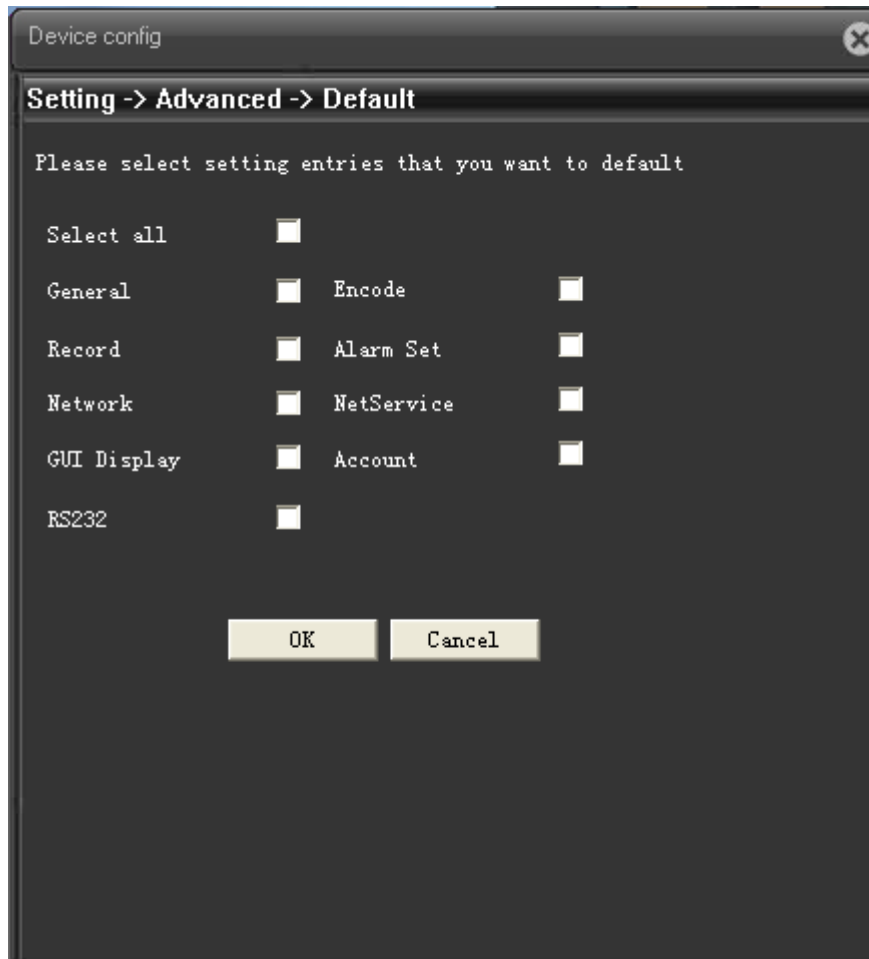 Device config
Setting -> Advanced -> Default
Please select setting entries that you want to default
Select all
General Encode
Record Alarm Set
Network NetService
GUI Display Account
RS232
OK Cancel